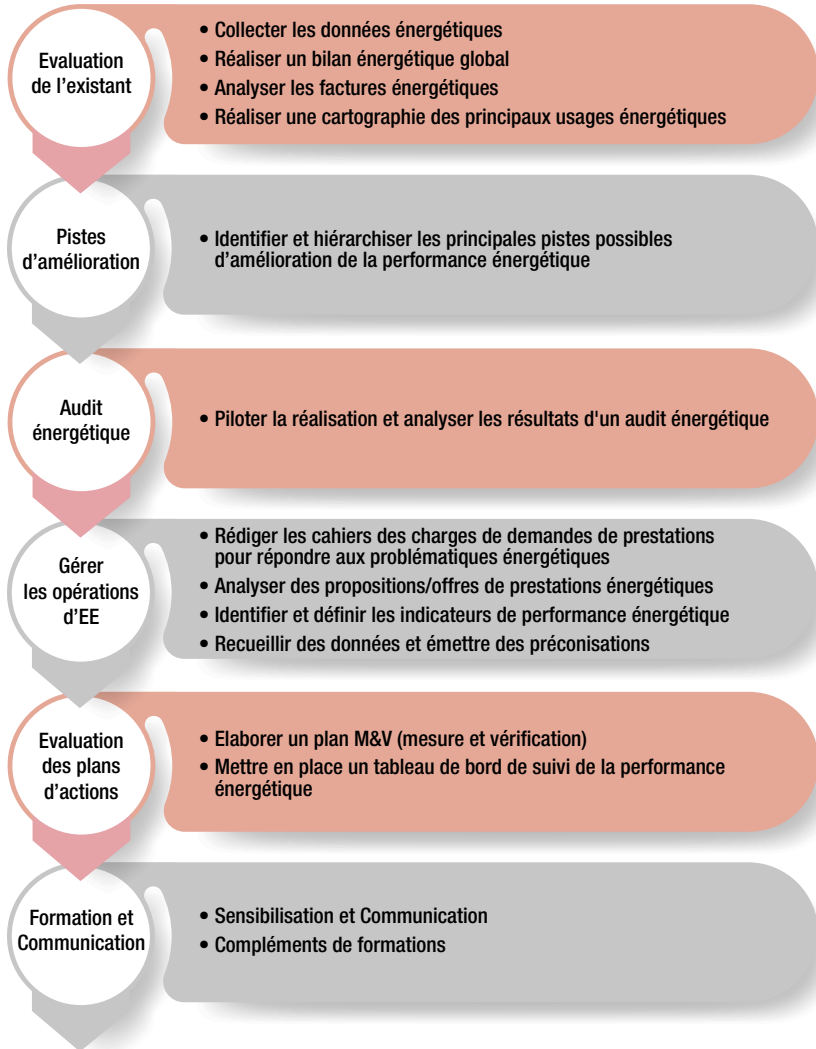 Evaluation
de l'existant
• Collecter les données énergétiques
• Réaliser un bilan énergétique global
• Analyser les factures énergétiques
• Réaliser une cartographie des principaux usages énergétiques
Pistes
d'amélioration
• Identifier et hiérarchiser les principales pistes possibles
d'amélioration de la performance énergétique
Audit
énergétique
• Piloter la réalisation et analyser les résultats d'un audit énergétique
Gérer
les opérations
d'EE
• Rédiger les cahiers des charges de demandes de prestations
pour répondre aux problématiques énergétiques
• Analyser des propositions/offres de prestations énergétiques
• Identifier et définir les indicateurs de performance énergétique
• Recueillir des données et émettre des préconisations
Evaluation
des plans
d'actions
• Elaborer un plan M&V (mesure et vérification)
• Mettre en place un tableau de bord de suivi de la performance
énergétique
Formation et
Communication
• Sensibilisation et Communication
• Compléments de formations